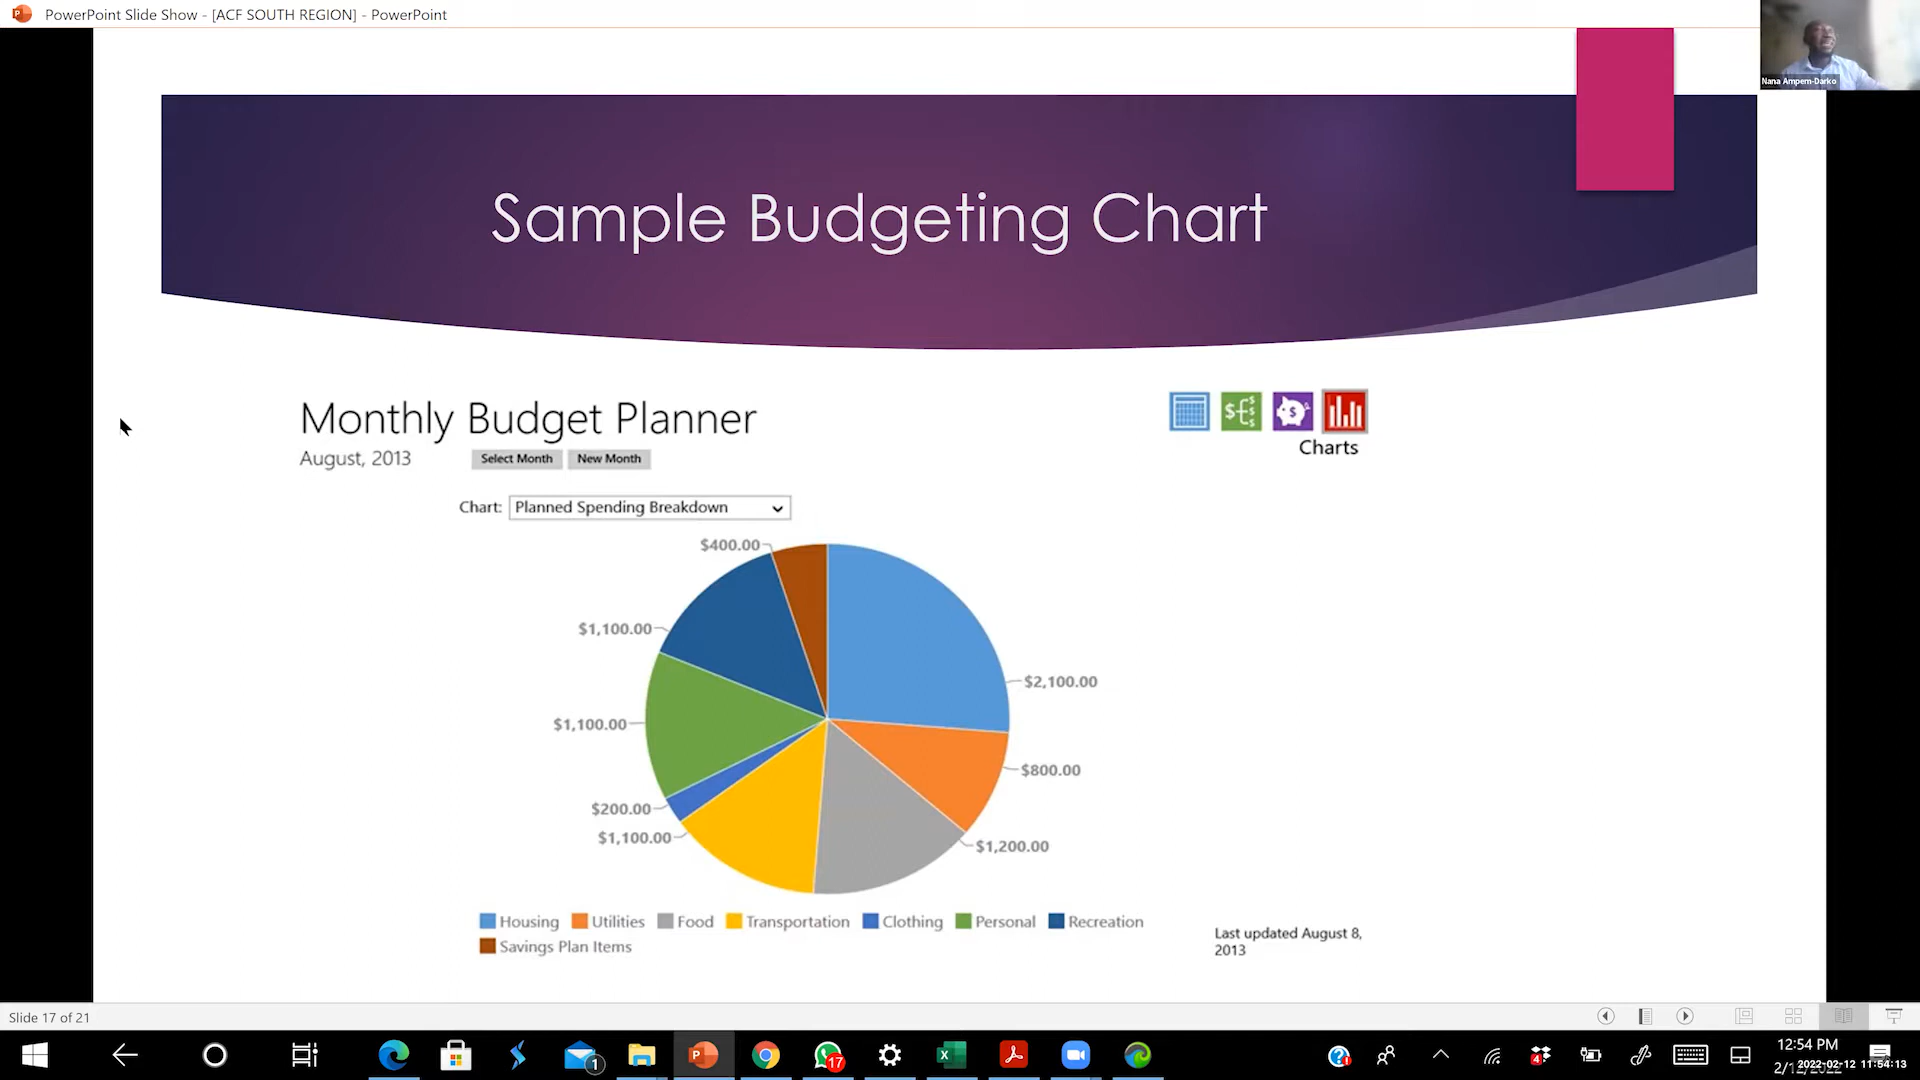 PowerPoint Slide Show - [ACF SOUTH REGION] - PowerPoint
Nana Ampem-Darko
Sample Budgeting Chart
Monthly Budget Planner
August, 2013
Select Month
New Month
Charts
Chart: Planned Spending Breakdown
$400.00
$1,100.00
$2,100.00
$1,100.00
$800.00
$200.00
$1,100.00
$1,200.00
Housing Utilities Food Transportation Clothing Personal Recreation
Savings Plan Items
Last updated August 8,
2013
Slide 17 of 21
1
17
4
12:54 PM
2022-02-12 11:54:13